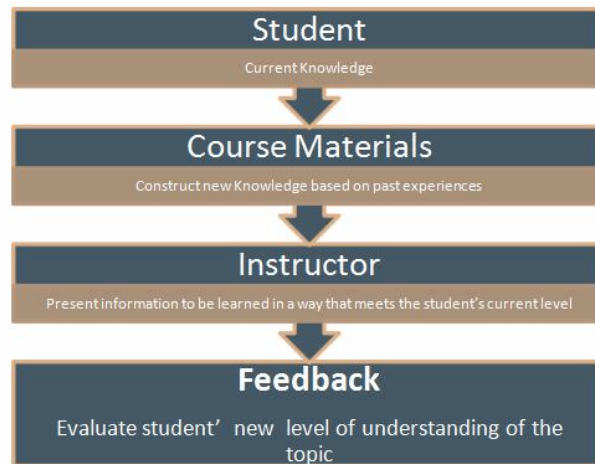 Student
Current Knowledge
Course Materials
Construct new Knowledge based on past experiences
Instructor
Present information to be learned in a way that meets the student's current level
Feedback
Evaluate student' new level of understanding of the
topic